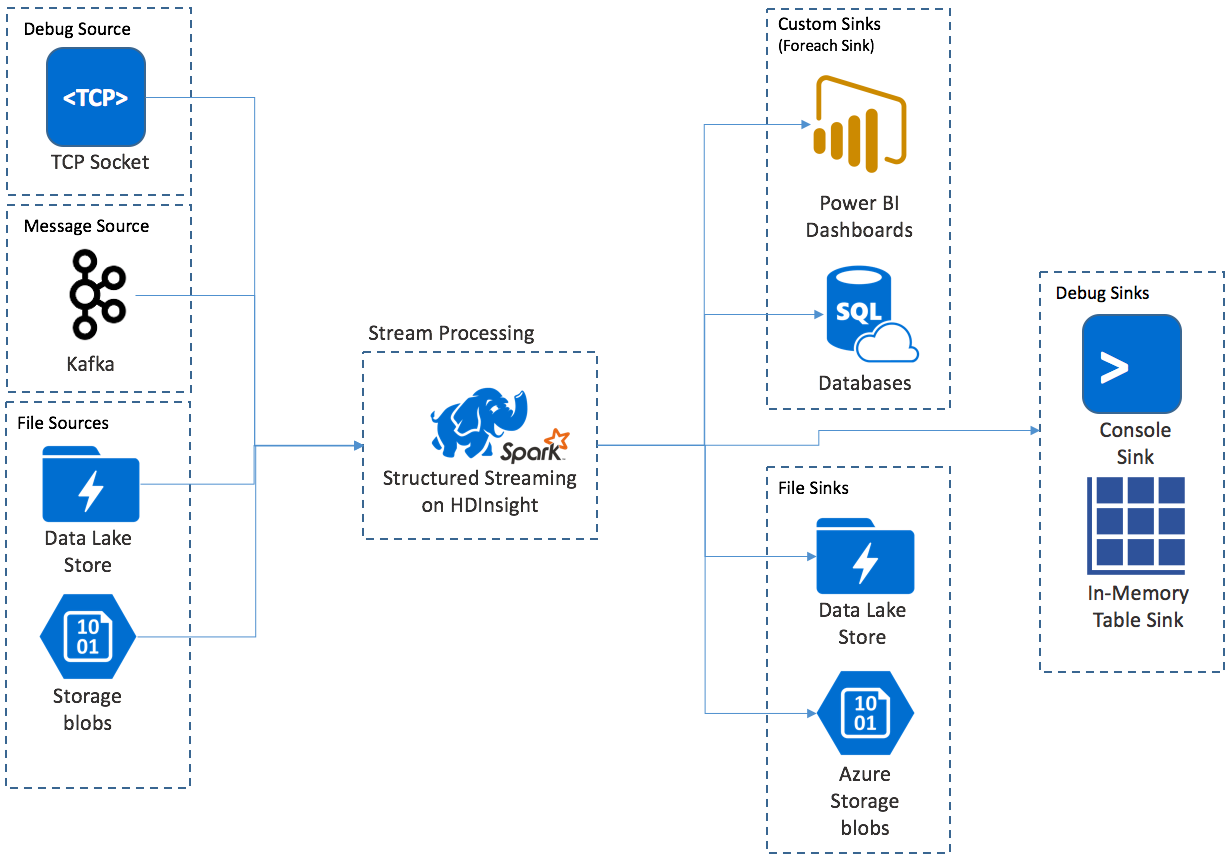 Debug Source
<TCP>
TCP Socket
Message Source
Kafka
File Sources
Data Lake
Store
10
01
Storage
blobs
Stream Processing
Spark
Structured Streaming
on HDInsight
Custom Sinks
(Foreach Sink)
Power BI
Dashboards
SQL
Databases
File Sinks
Data Lake
Store
10
01
Azure
Storage
blobs
Debug Sinks
>
Console
Sink
In-Memory
Table Sink